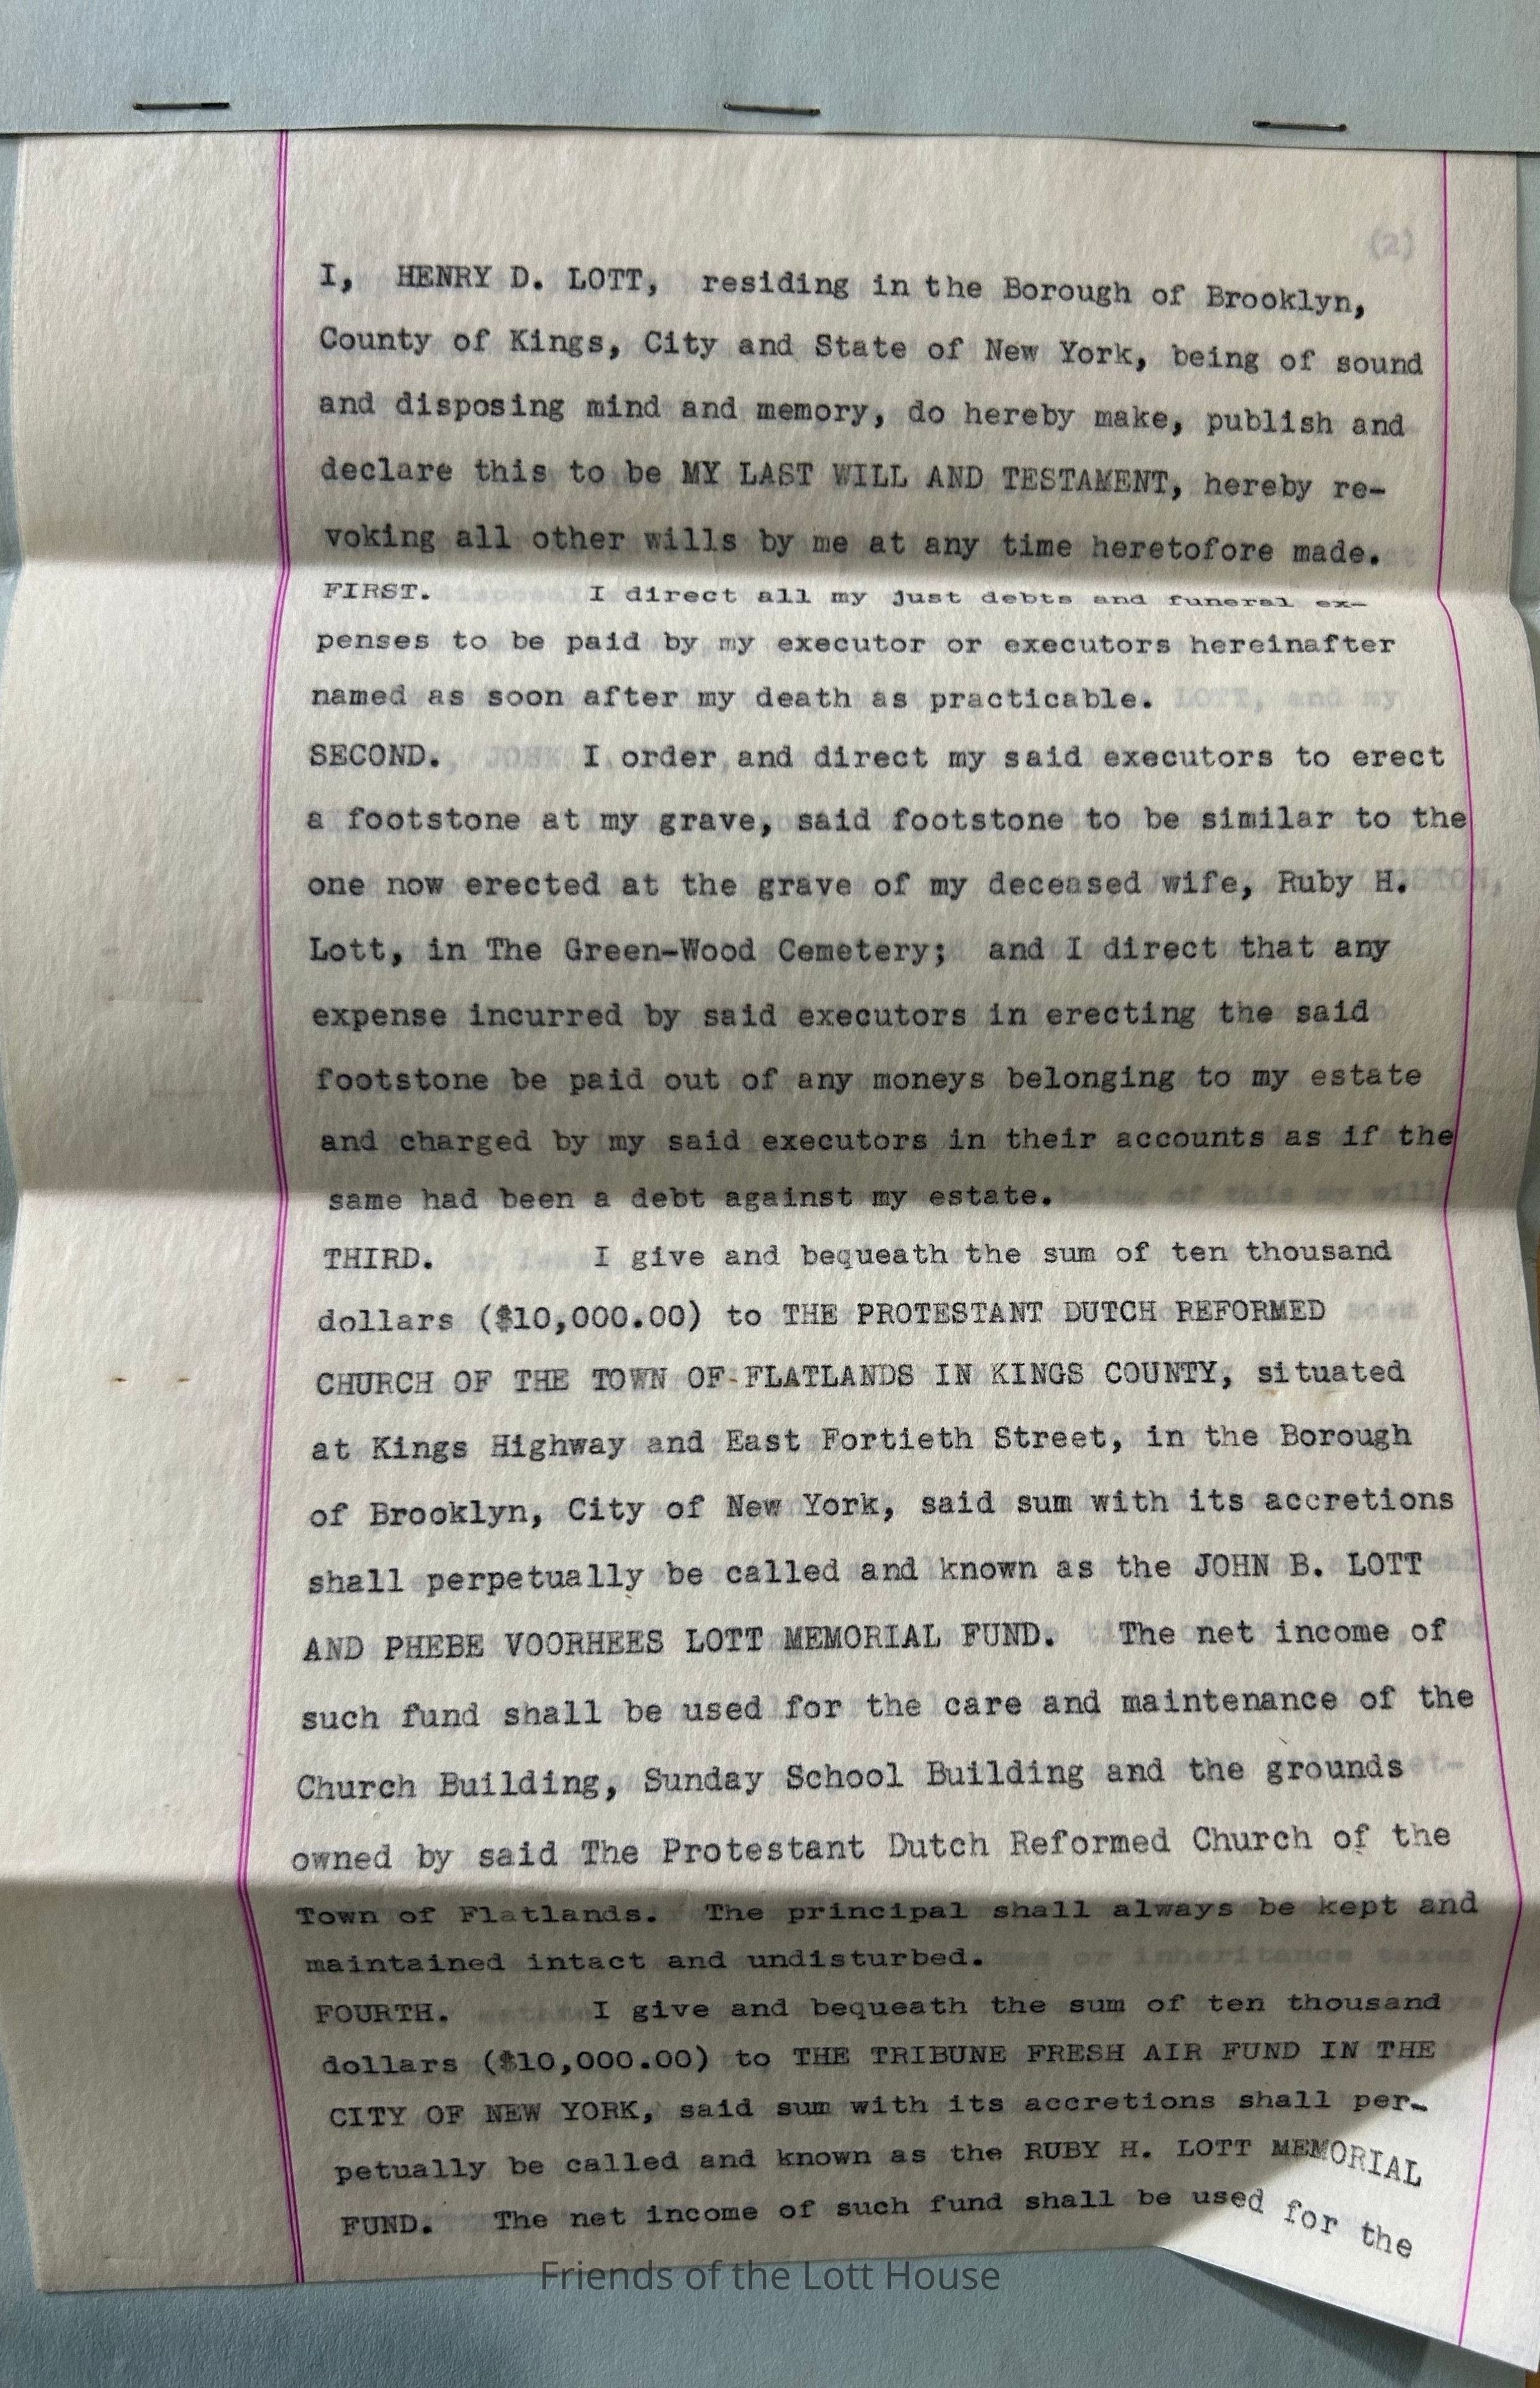 (2)
I, HENRY D. LOTT, residing in the Borough of Brooklyn,
County of Kings, City and State of New York, being of sound
and disposing mind and memory, do hereby make, publish and
declare this to be MY LAST WILL AND TESTAMENT, hereby re-
voking all other wills by me at any time heretofore made.
FIRST. I direct all my just debts and funeral ex-
penses to be paid by my executor or executors hereinafter
named as soon after my death as practicable.
SECOND. I order and direct my said executors to erect
a footstone at my grave, said footstone to be similar to the
one now erected at the grave of my deceased wife, Ruby H.
Lott, in The Green-Wood Cemetery; and I direct that any
expense incurred by said executors in erecting the said
footstone be paid out of any moneys belonging to my estate
and charged by my said executors in their accounts as if the
same had been a debt against my estate.
THIRD. I give and bequeath the sum of ten thousand
dollars ($10,000.00) to THE PROTESTANT DUTCH REFORMED
CHURCH OF THE TOWN OF FLATLANDS IN KINGS COUNTY, situated
at Kings Highway and East Fortieth Street, in the Borough
of Brooklyn, City of New York, said sum with its accretions
shall perpetually be called and known as the JOHN B. LOTT
AND PHEBE VOORHEES LOTT MEMORIAL FUND. The net income of
such fund shall be used for the care and maintenance of the
Church Building, Sunday School Building and the grounds
owned by said The Protestant Dutch Reformed Church of the
Town of Flatlands. The principal shall always be kept and
maintained intact and undisturbed.
FOURTH. I give and bequeath the sum of ten thousand
dollars ($10,000.00) to THE TRIBUNE FRESH AIR FUND IN THE
CITY OF NEW YORK, said sum with its accretions shall per-
petually be called and known as the RUBY H. LOTT MEMORIAL
FUND. The net income of such fund shall be used for the
Friends of the Lott House